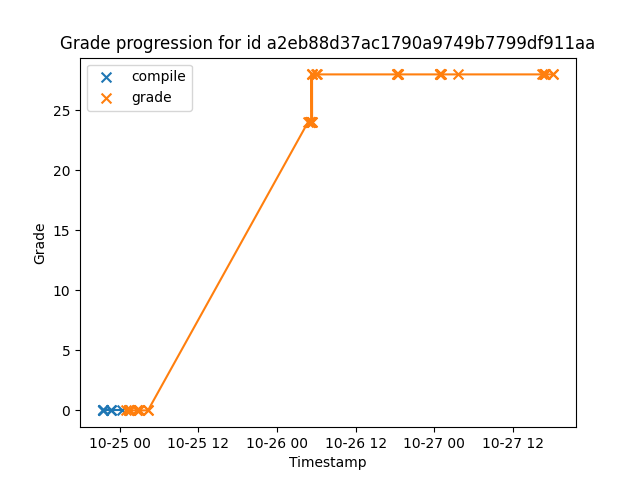 Grade progression for id a2eb88d37ac1790a9749b7799df911aa
compile
grade
25
20
15
10
5
0
Grade
10-25 00 10-25 12 10-26 00 10-26 12 10-27 00 10-27 12
Timestamp